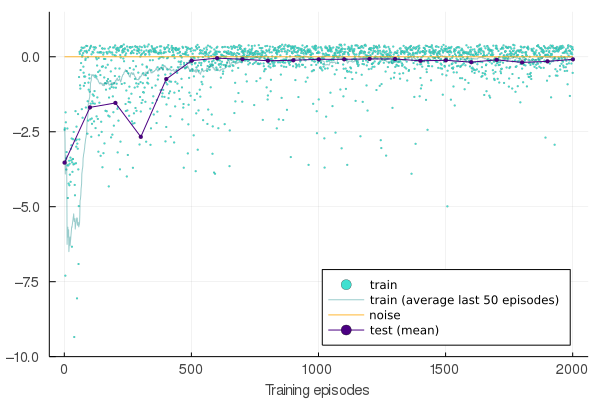 0.0
−2.5
−5.0
−7.5
−10.0
0
500
1000
1500
2000
Training episodes
train
train (average last 50 episodes)
noise
test (mean)